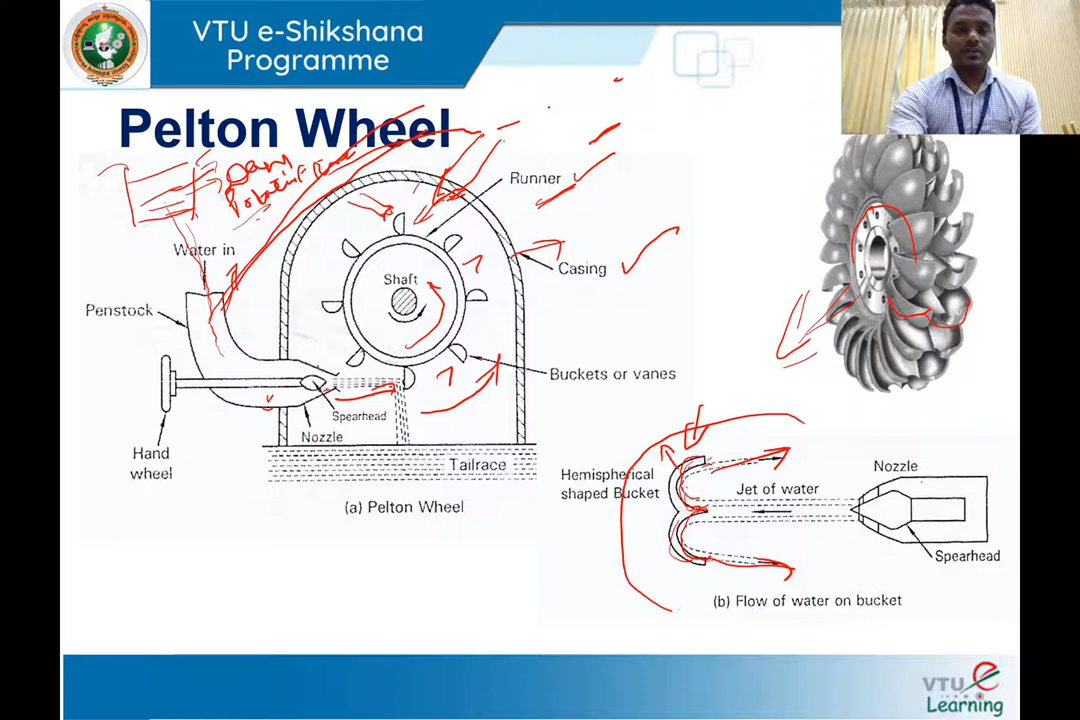 VTU e-Shikshana
Programme
Pelton Wheel
Dam
Runner
Water in
Shaft
Casing
Penstock
Buckets or vanes
Spearhead
Nozzle
Hand
wheel
Tailrace
(a) Pelton Wheel
Hemispherical
shaped Bucket
Jet of water
Nozzle
Spearhead
(b) Flow of water on bucket
VTU e
Learning